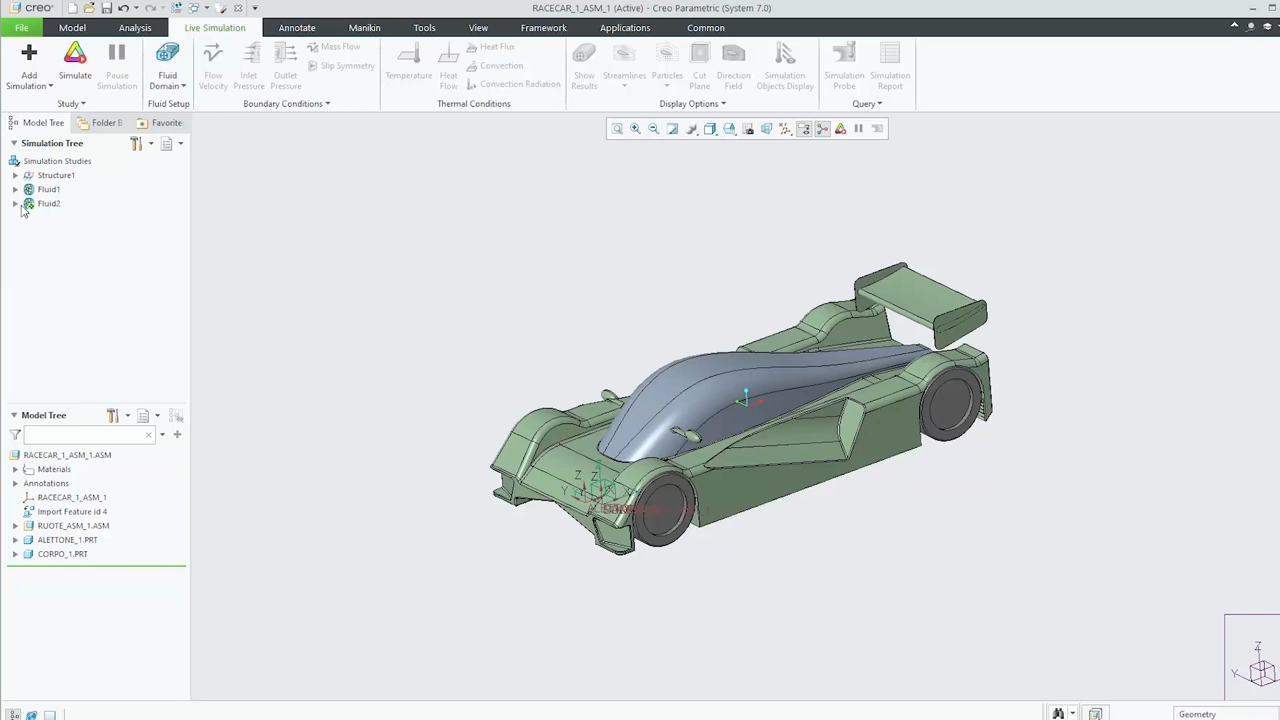 creo
RACECAR_1_ASM_1 (Active) - Creo Parametric (System 7.0)
File Model Analysis Live Simulation Annotate Manikin Tools View Framework Applications Common
Add Simulation
Simulate
Pause Simulation
Study
Fluid Domain
Fluid Setup
Flow Velocity
Inlet Pressure
Outlet Pressure
Mass Flow
Slip Symmetry
Boundary Conditions
Temperature
Heat Flow
Heat Flux
Convection
Convection Radiation
Thermal Conditions
Show Results
Streamlines
Particles
Cut Plane
Direction Field
Simulation Objects Display
Display Options
Simulation Probe
Simulation Report
Query
Model Tree Folder B Favorite
Simulation Tree
Simulation Studies
Structure1
Fluid1
Fluid2
Model Tree
RACECAR_1_ASM_1.ASM
Materials
Annotations
RACECAR_1_ASM_1
Import Feature id 4
RUOTE_ASM_1.ASM
ALETTONE_1.PRT
CORPO_1.PRT
Z
Z
Y
Z
Y
Geometry